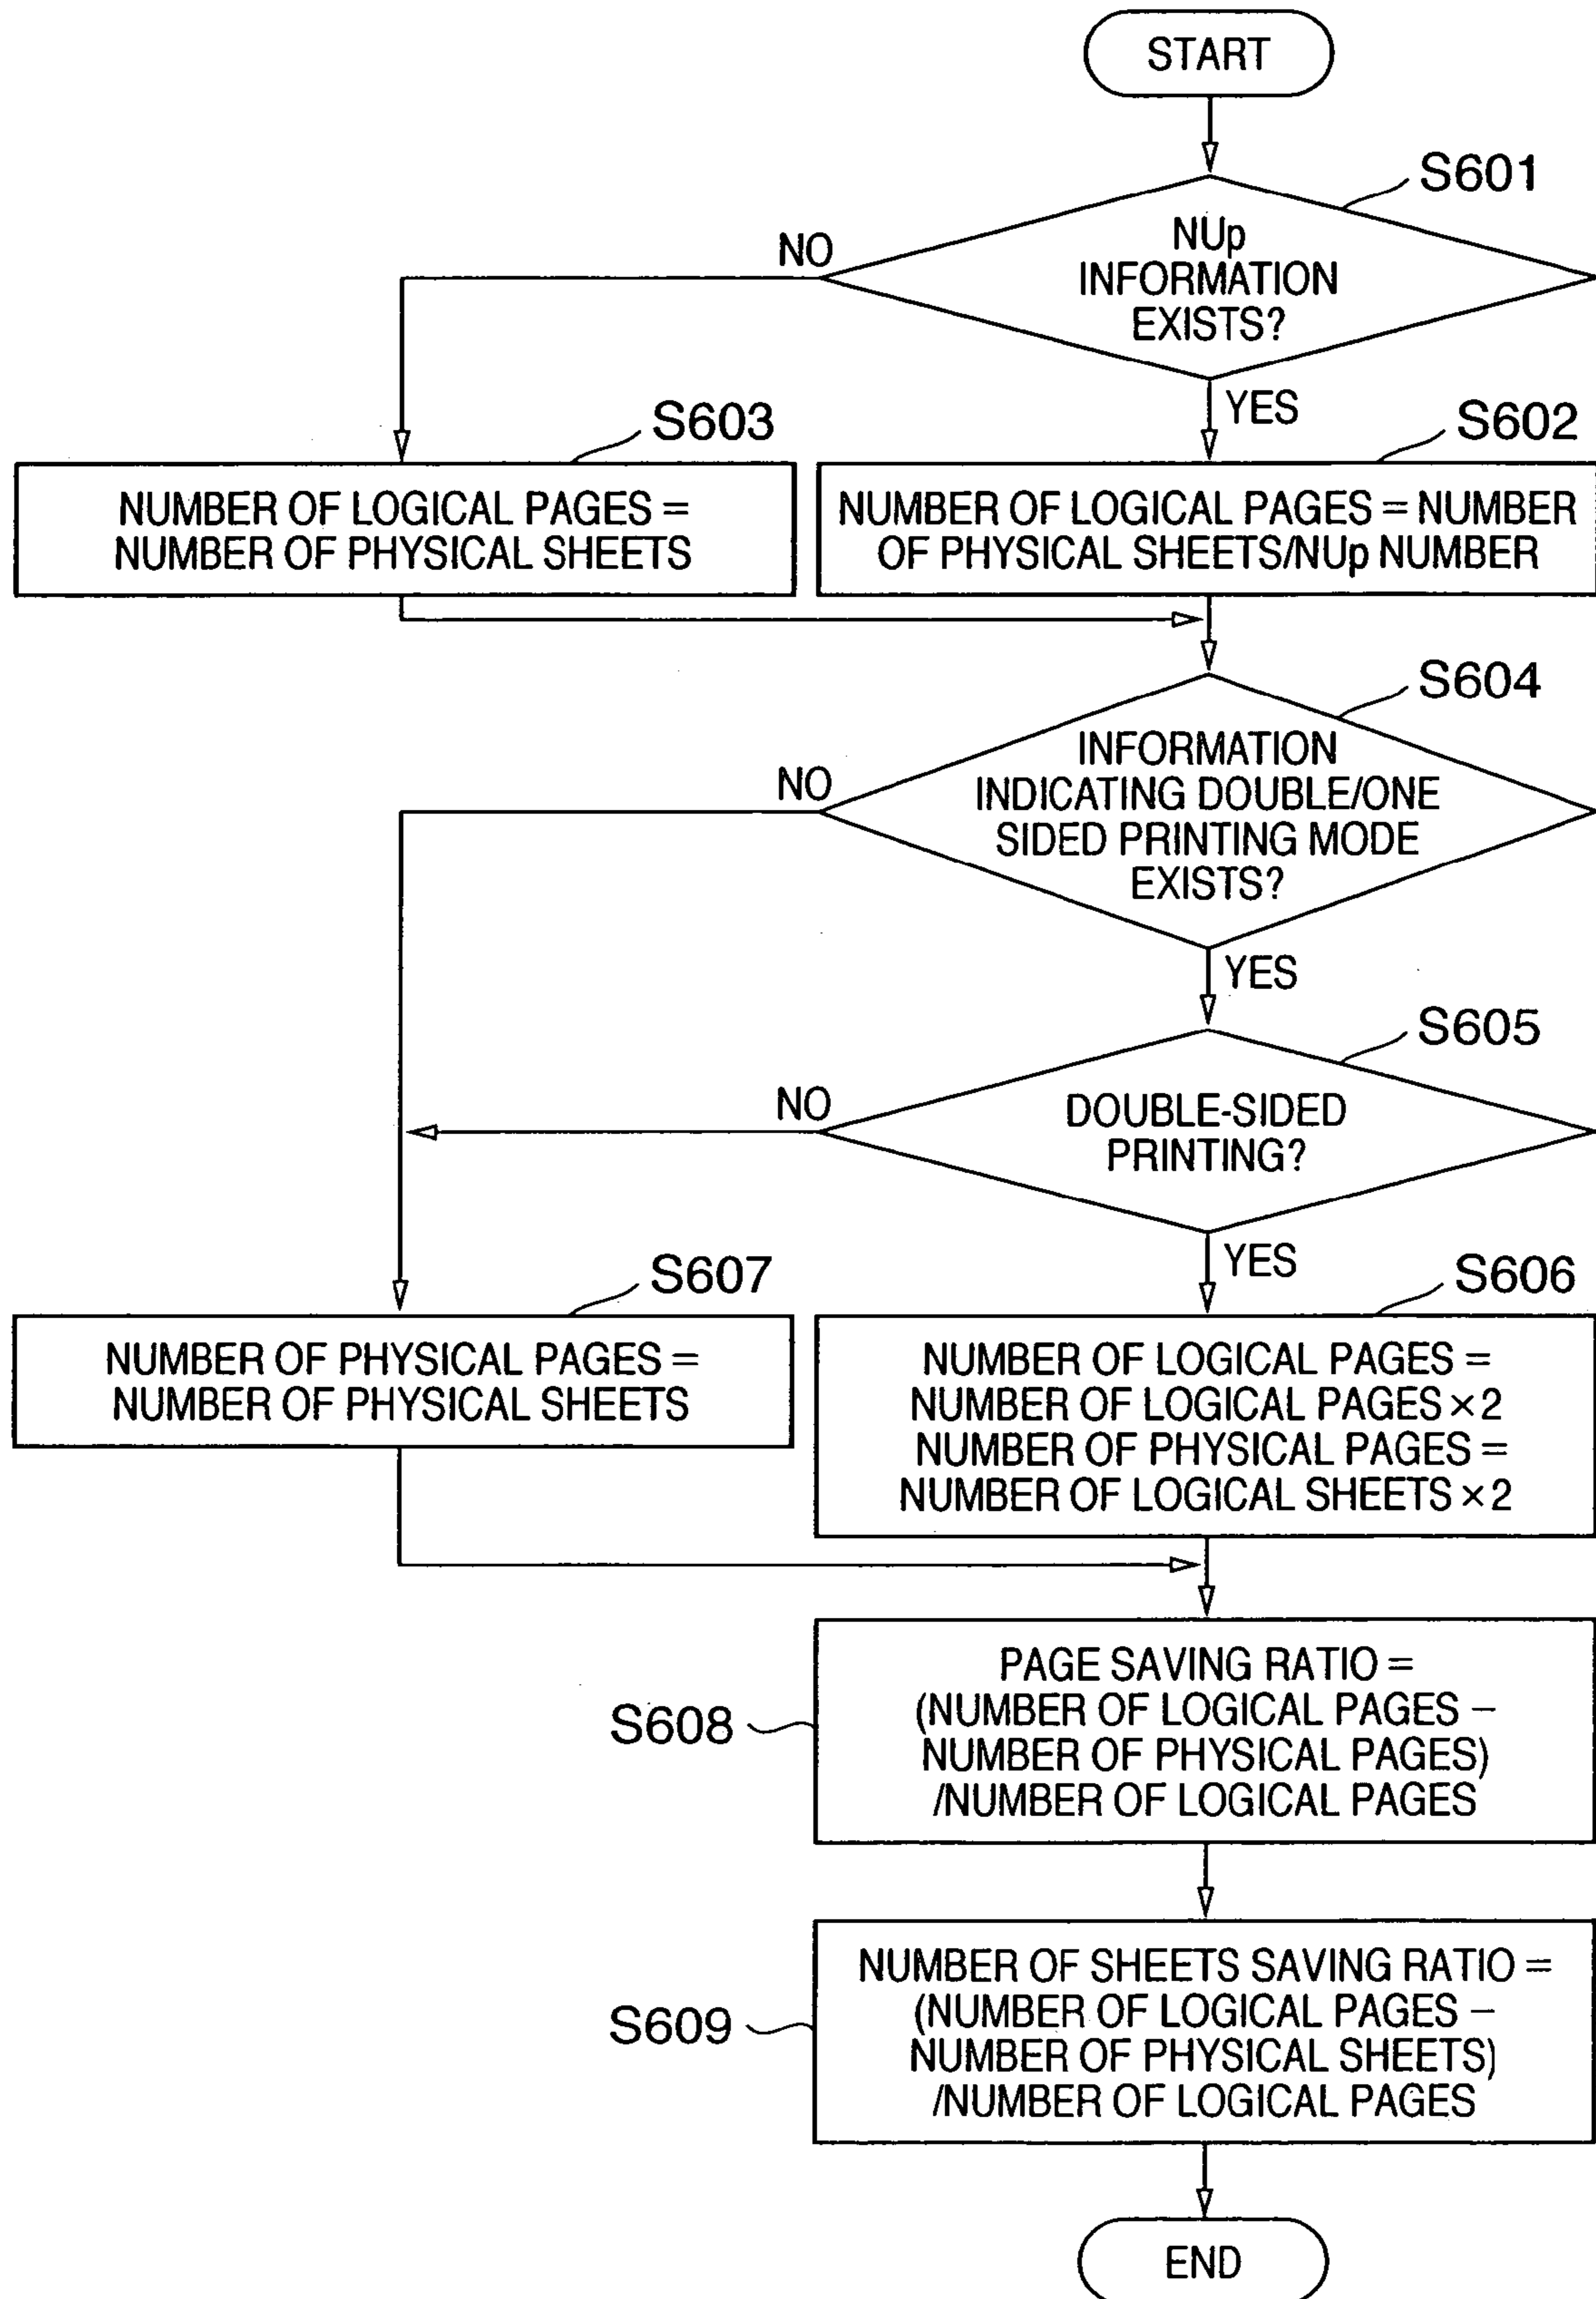 START
S601
NUp
INFORMATION
EXISTS?
NO
YES
S603
S602
NUMBER OF LOGICAL PAGES =
NUMBER OF PHYSICAL SHEETS
NUMBER OF LOGICAL PAGES = NUMBER
OF PHYSICAL SHEETS/NUp NUMBER
S604
INFORMATION
INDICATING DOUBLE/ONE
SIDED PRINTING MODE
EXISTS?
NO
YES
S605
DOUBLE-SIDED
PRINTING?
NO
YES
S607
S606
NUMBER OF PHYSICAL PAGES =
NUMBER OF PHYSICAL SHEETS
NUMBER OF LOGICAL PAGES =
NUMBER OF LOGICAL PAGES ×2
NUMBER OF PHYSICAL PAGES =
NUMBER OF LOGICAL SHEETS ×2
S608
PAGE SAVING RATIO =
(NUMBER OF LOGICAL PAGES –
NUMBER OF PHYSICAL PAGES)
/NUMBER OF LOGICAL PAGES
S609
NUMBER OF SHEETS SAVING RATIO =
(NUMBER OF LOGICAL PAGES –
NUMBER OF PHYSICAL SHEETS)
/NUMBER OF LOGICAL PAGES
END